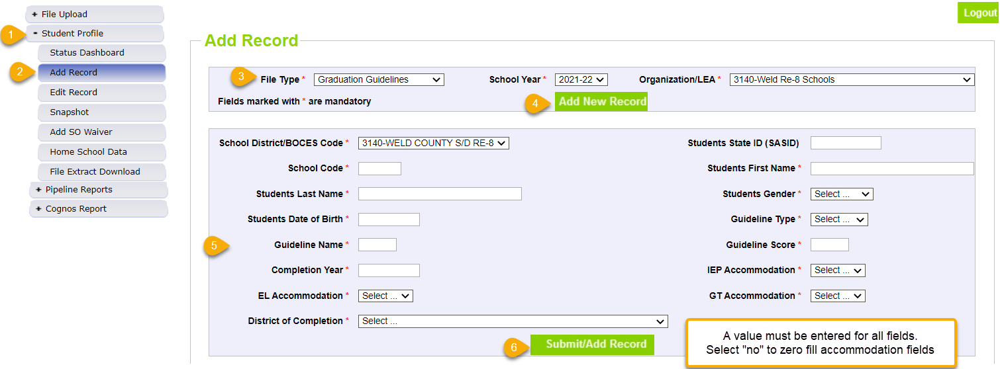 + File Upload
Logout
1
- Student Profile
Status Dashboard
2
Add Record
Edit Record
Snapshot
Add SO Waiver
Home School Data
File Extract Download
+ Pipeline Reports
+ Cognos Report
Add Record
3
File Type * Graduation Guidelines School Year * 2021-22 Organization/LEA * 3140-Weld Re-8 Schools
Fields marked with * are mandatory 4 Add New Record
School District/BOCES Code * 3140-WELD COUNTY S/D RE-8 Students State ID (SASID)
School Code * Students First Name *
Students Last Name * Students Gender * Select ...
Students Date of Birth * Guideline Type * Select ...
5 Guideline Name * Guideline Score *
Completion Year * IEP Accommodation * Select ...
EL Accommodation * Select ... GT Accommodation * Select ...
District of Completion * Select ...
6 Submit/Add Record
A value must be entered for all fields.
Select "no" to zero fill accommodation fields